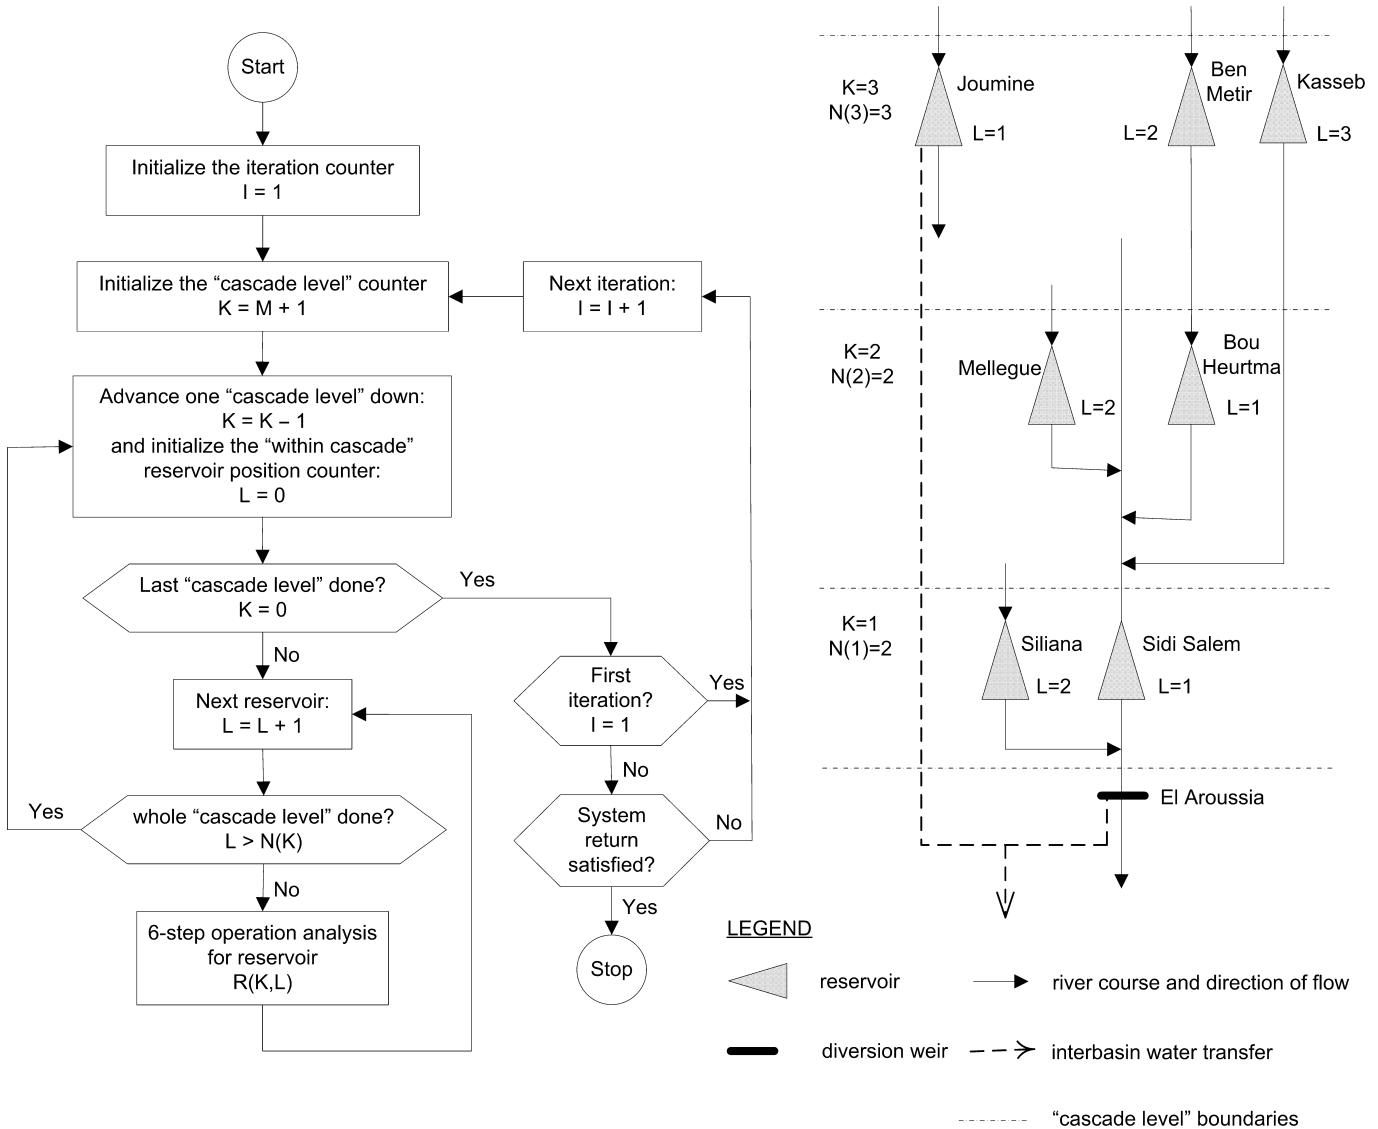 Start
Initialize the iteration counter
I = 1
Initialize the “cascade level” counter
K = M + 1
Next iteration:
I = I + 1
Advance one “cascade level” down:
K = K – 1
and initialize the “within cascade”
reservoir position counter:
L = 0
Last “cascade level” done?
K = 0
Yes
No
Next reservoir:
L = L + 1
First
iteration?
I = 1
Yes
No
whole “cascade level” done?
L > N(K)
Yes
No
System
return
satisfied?
No
Yes
6-step operation analysis
for reservoir
R(K,L)
Stop
K=3
N(3)=3
Joumine
L=1
Ben
Metir
L=2
Kasseb
L=3
K=2
N(2)=2
Mellegue
L=2
Bou
Heurtma
L=1
K=1
N(1)=2
Siliana
L=2
Sidi Salem
L=1
El Aroussia
LEGEND
reservoir
river course and direction of flow
diversion weir
interbasin water transfer
“cascade level” boundaries